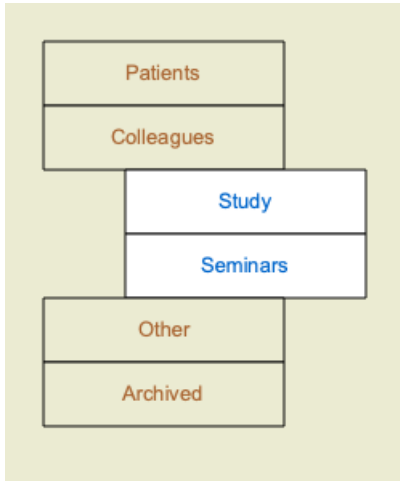 Patients
Colleagues
Study
Seminars
Other
Archived